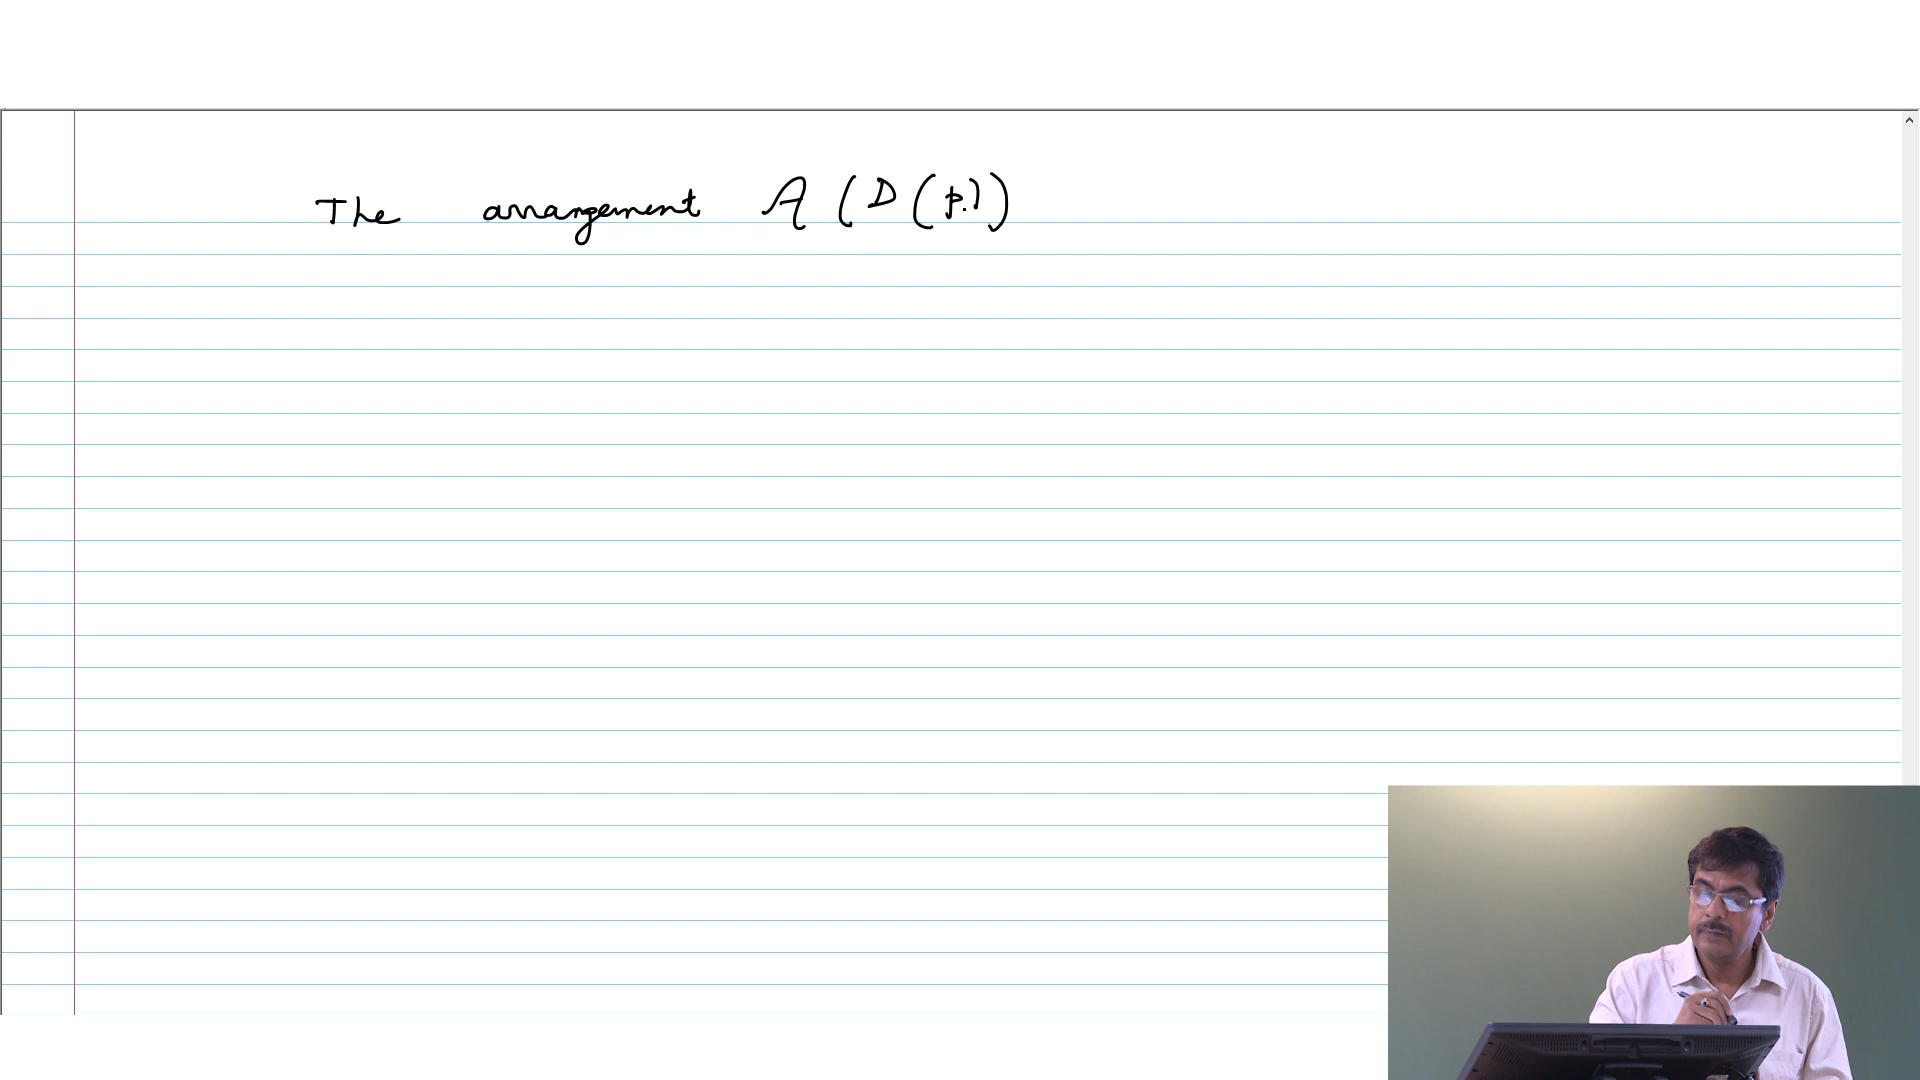 The arrangement A (D (p))